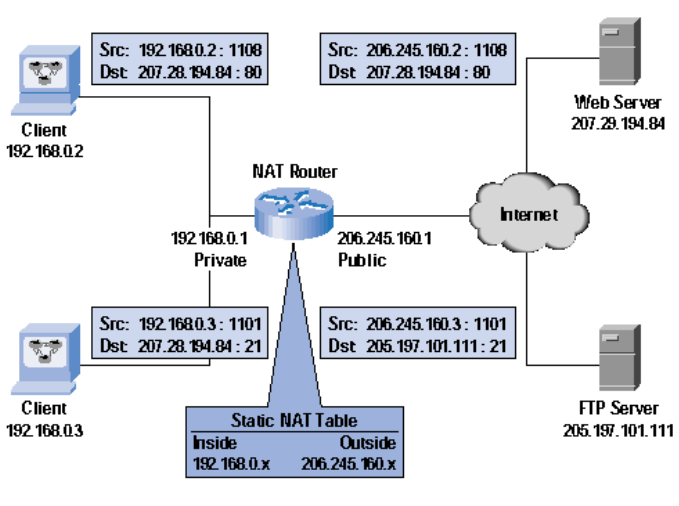 Src: 192.168.0.2 : 1108
Dst: 207.28.194.84 : 80
Src: 206.245.160.2 : 1108
Dst: 207.28.194.84 : 80
Client
192.168.0.2
Web Server
207.29.194.84
NAT Router
Internet
192.168.0.1
Private
206.245.160.1
Public
Src: 192.168.0.3 : 1101
Dst: 207.28.194.84 : 21
Src: 206.245.160.3 : 1101
Dst: 205.197.101.111 : 21
Client
192.168.0.3
FTP Server
205.197.101.111
Static NAT Table
Inside Outside
192.168.0.x 206.245.160.x